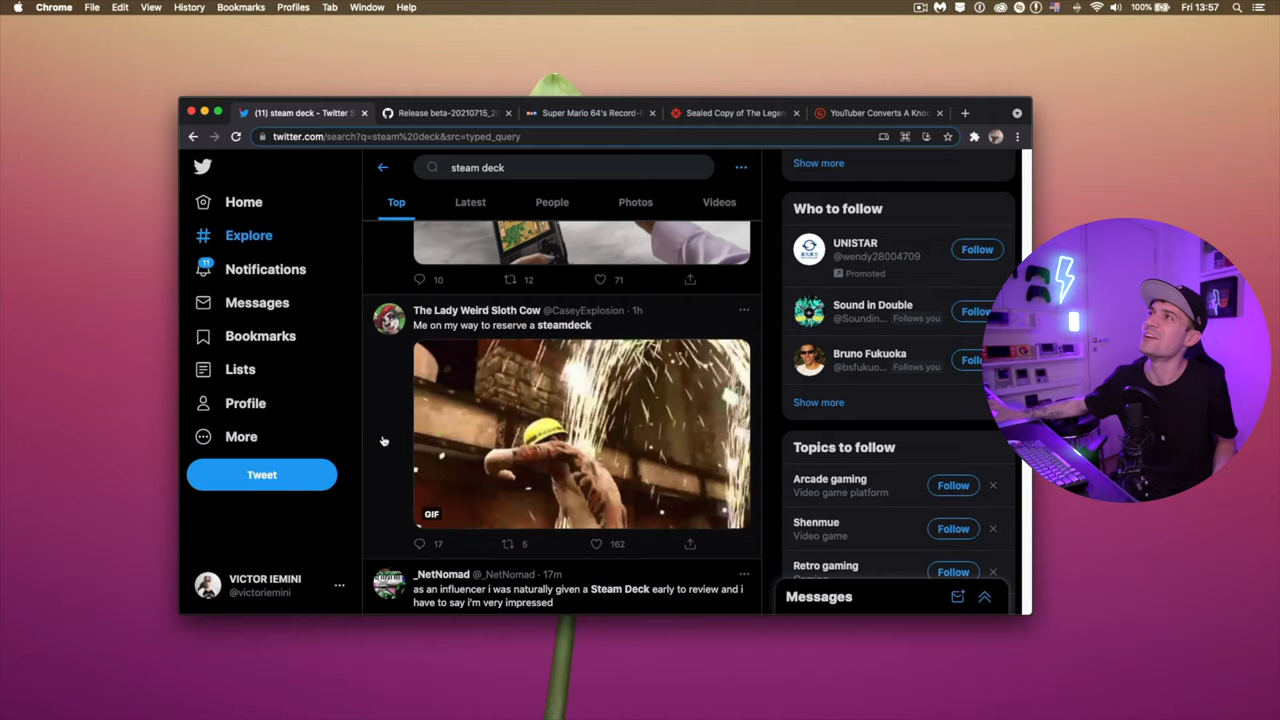 Chrome File Edit View History Bookmarks Profiles Tab Window Help
100% Fri 13:57
(11) steam deck - Twitter S
Release beta-20210715_2
Super Mario 64's Record-
Sealed Copy of The Legen
YouTuber Converts A Kno
twitter.com/search?q=steam%20deck&src=typed_query
Home
Explore
11
Notifications
Messages
Bookmarks
Lists
Profile
More
Tweet
VICTOR IEMINI
@victoriemini
steam deck
Top Latest People Photos Videos
10 12 71
The Lady Weird Sloth Cow @CaseyExplosion · 1h
Me on my way to reserve a steamdeck
GIF
17 5 162
_NetNomad @_NetNomad · 17m
as an influencer i was naturally given a Steam Deck early to review and i
have to say i'm very impressed
Show more
Who to follow
UNISTAR
@wendy28004709
Promoted
Follow
Sound in Double
@Soundin... Follows you
Follow
Bruno Fukuoka
@bsfukuo... Follows you
Follo
Show more
Topics to follow
Arcade gaming
Video game platform
Follow
Shenmue
Video game
Follow
Retro gaming
Follow
Messages